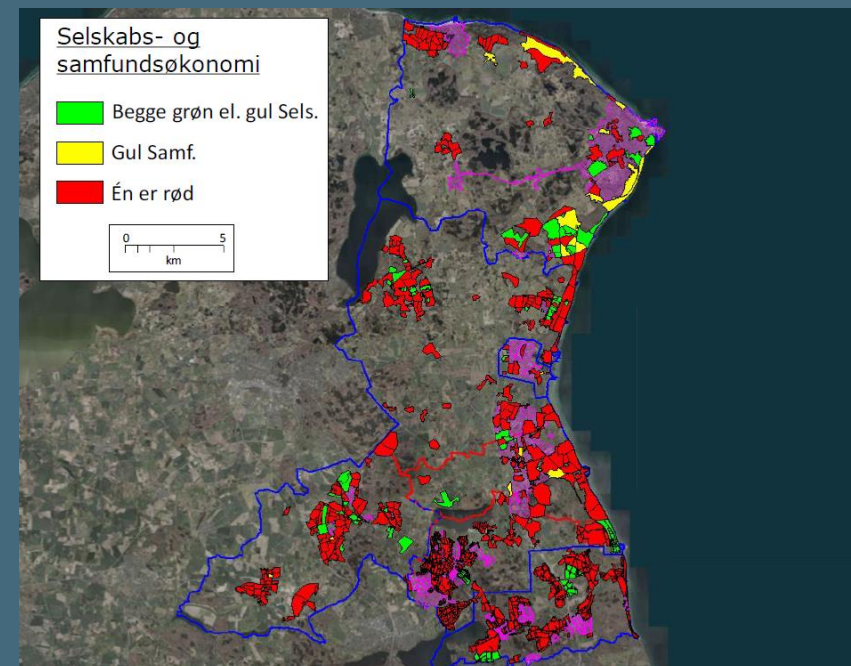 Selskabs- og
samfundsøkonomi
Begge grøn el. gul Sels.
Gul Samf.
Én er rød
0 5
km